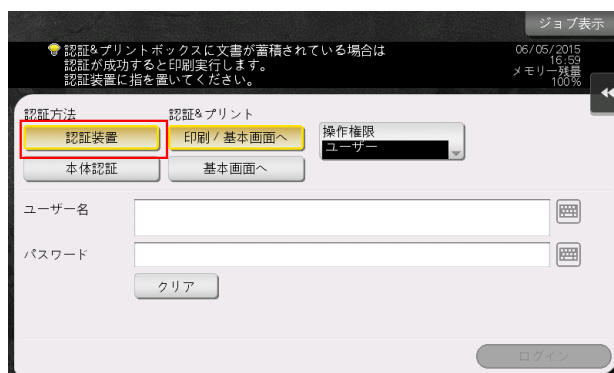 ジョブ表示
認証&プリントボックスに文書が蓄積されている場合は
認証が成功すると印刷実行します。
認証装置に指を置いてください。
06/05/2015
16:59
メモリー残量
100%
認証方法
認証&プリント
認証装置
印刷 / 基本画面へ
操作権限
ユーザー
本体認証
基本画面へ
ユーザー名
パスワード
クリア
ログイン